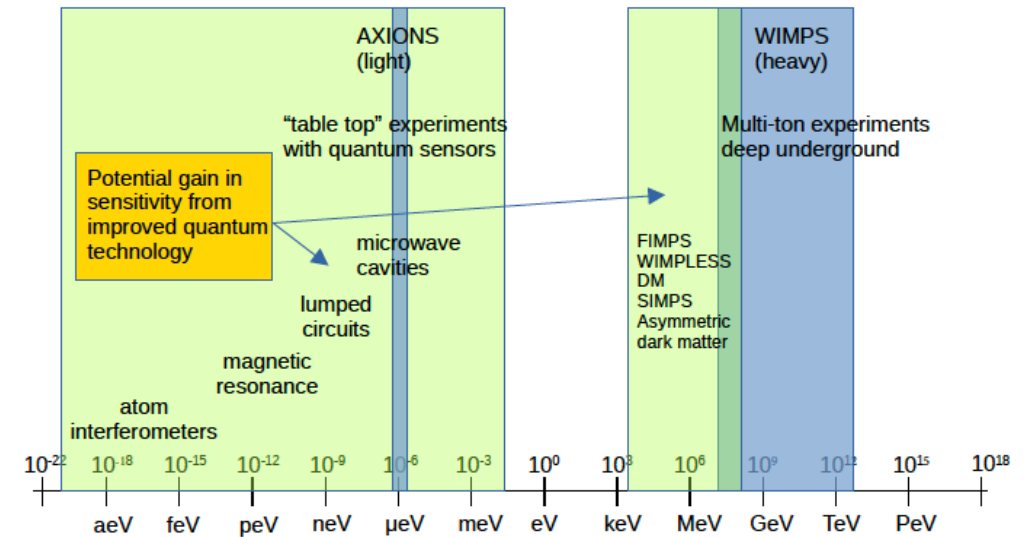 AXIONS
(light)
WIMPS
(heavy)
“table top” experiments
with quantum sensors
Multi-ton experiments
deep underground
Potential gain in
sensitivity from
improved quantum
technology
microwave
cavities
FIMPS
WIMPLESS
DM
SIMPS
Asymmetric
dark matter
lumped
circuits
magnetic
resonance
atom
interferometers
10⁻²² 10⁻¹⁸ 10⁻¹⁵ 10⁻¹² 10⁻⁹ 10⁻⁶ 10⁻³ 10⁰ 10³ 10⁶ 10⁹ 10¹² 10¹⁵ 10¹⁸
aeV feV peV neV µeV meV eV keV MeV GeV TeV PeV